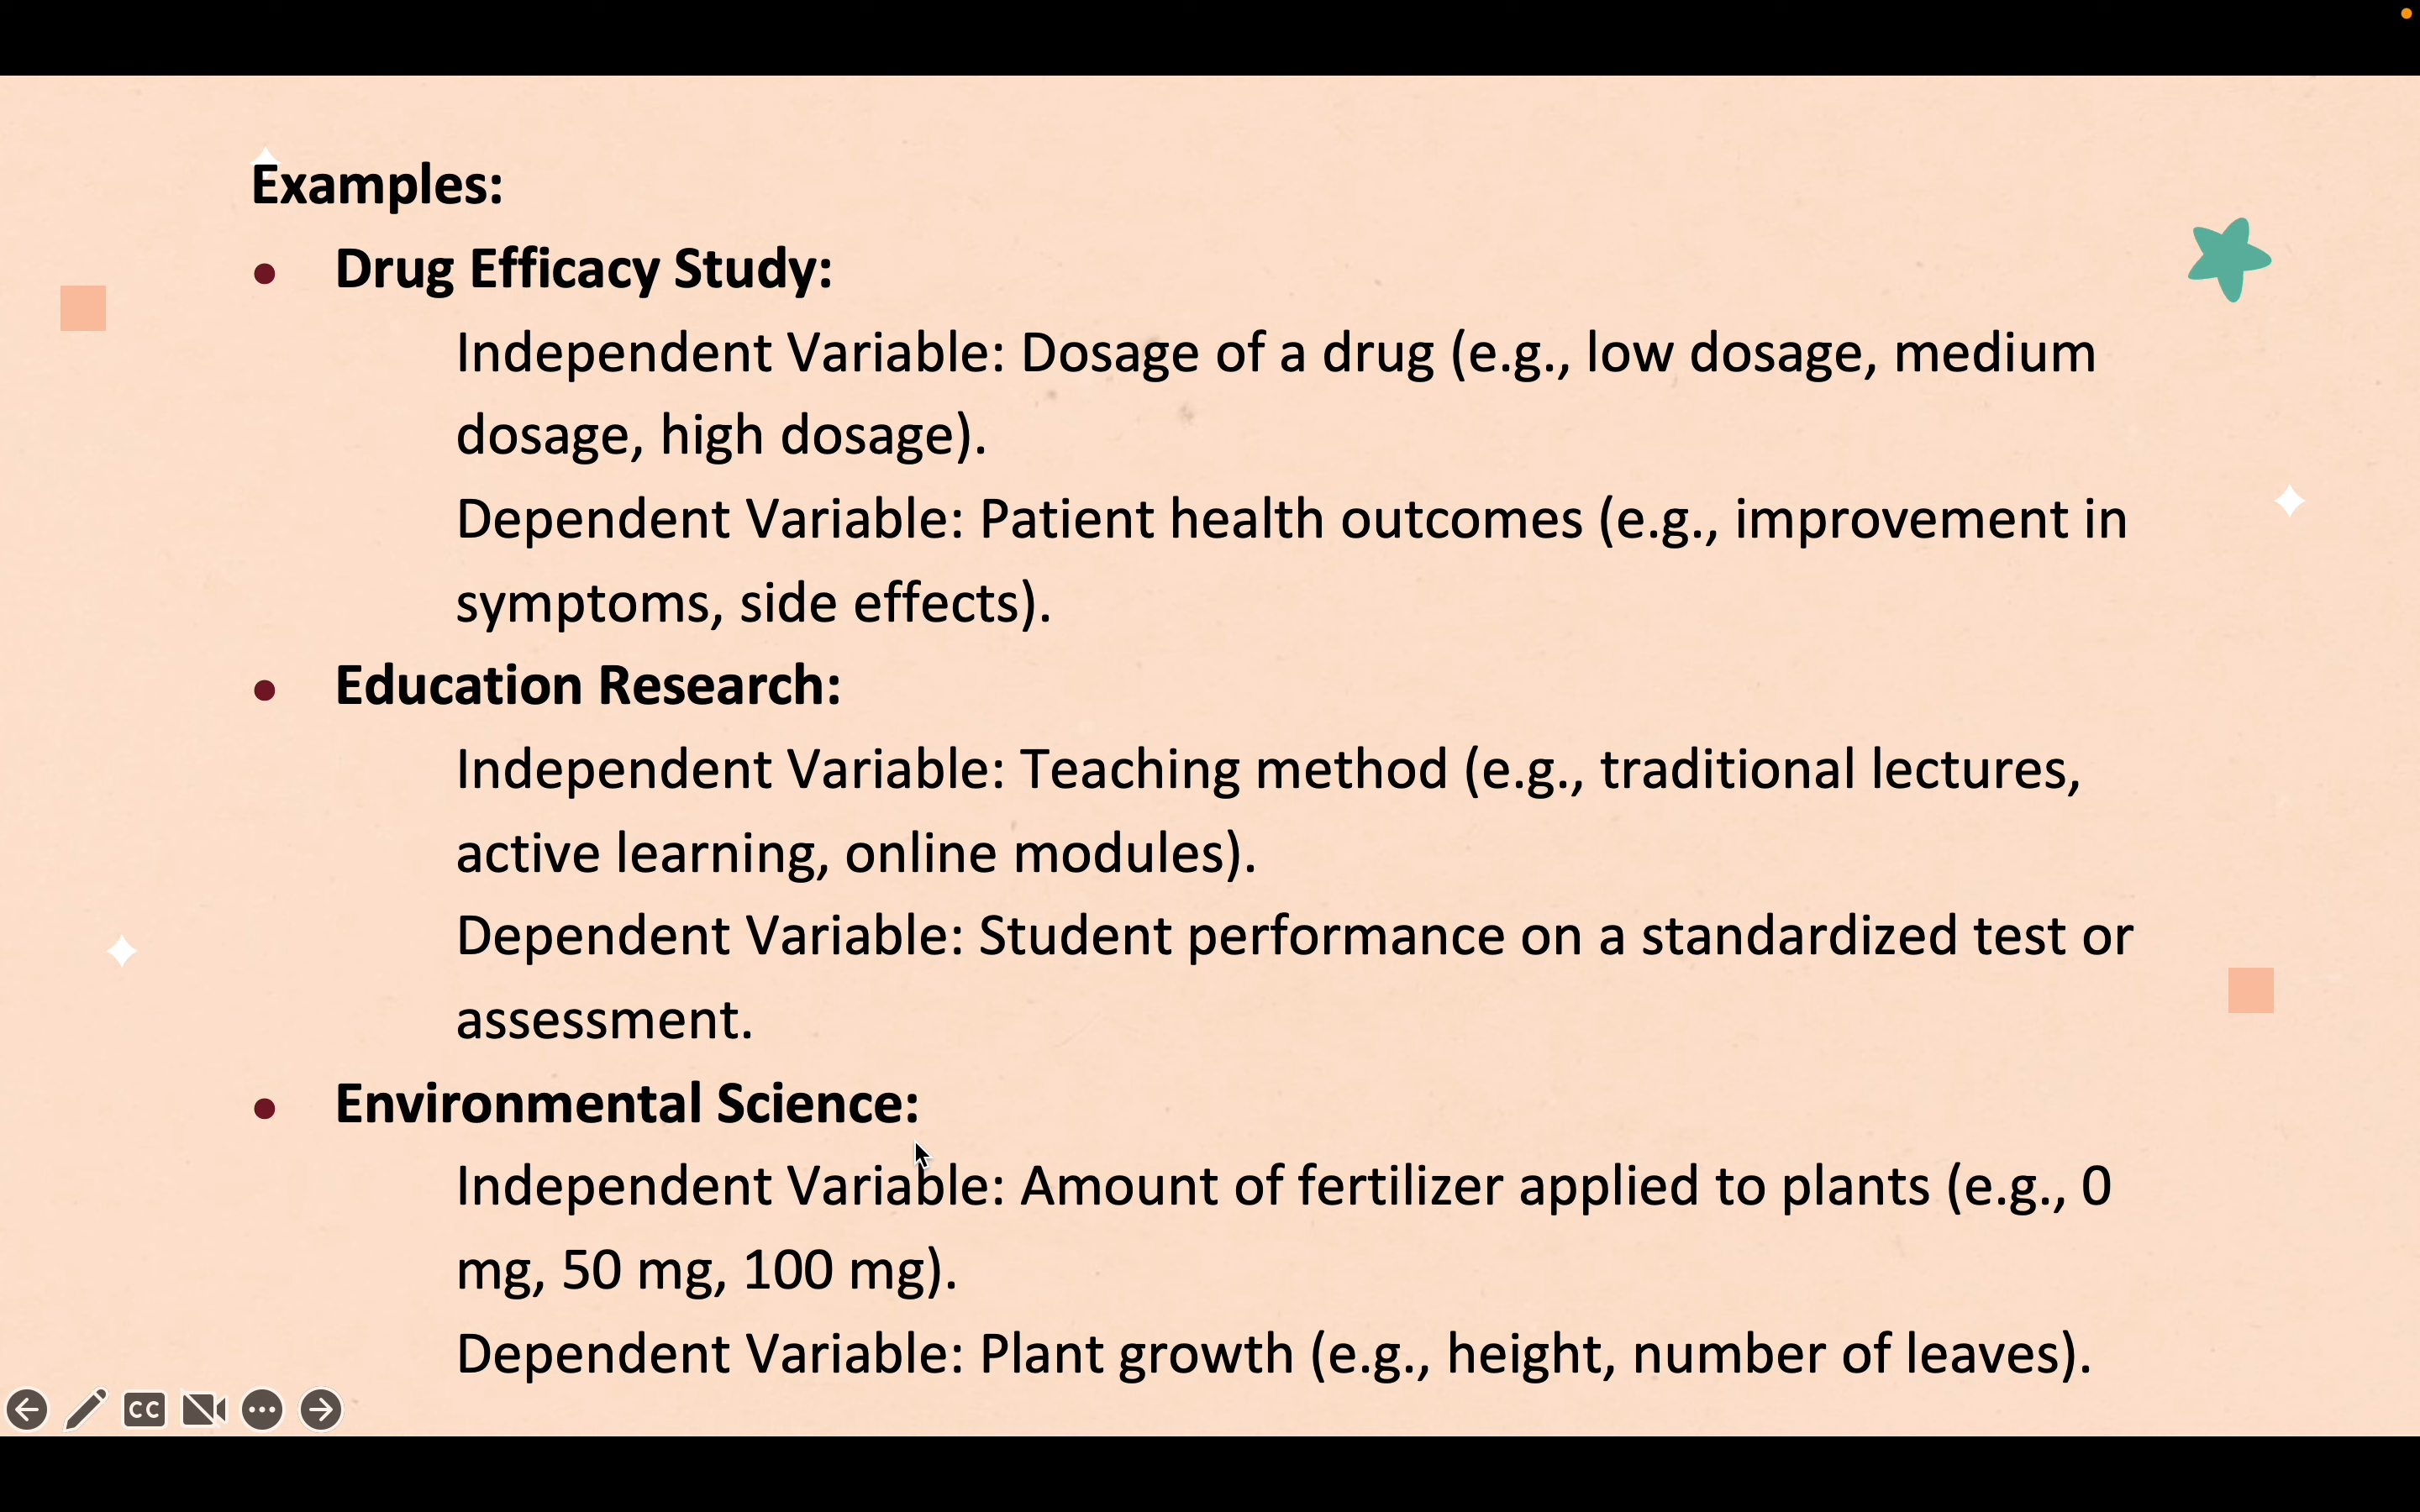 Examples:
• Drug Efficacy Study:
Independent Variable: Dosage of a drug (e.g., low dosage, medium
dosage, high dosage).
Dependent Variable: Patient health outcomes (e.g., improvement in
symptoms, side effects).
• Education Research:
Independent Variable: Teaching method (e.g., traditional lectures,
active learning, online modules).
Dependent Variable: Student performance on a standardized test or
assessment.
• Environmental Science:
Independent Variable: Amount of fertilizer applied to plants (e.g., 0
mg, 50 mg, 100 mg).
Dependent Variable: Plant growth (e.g., height, number of leaves).
CC